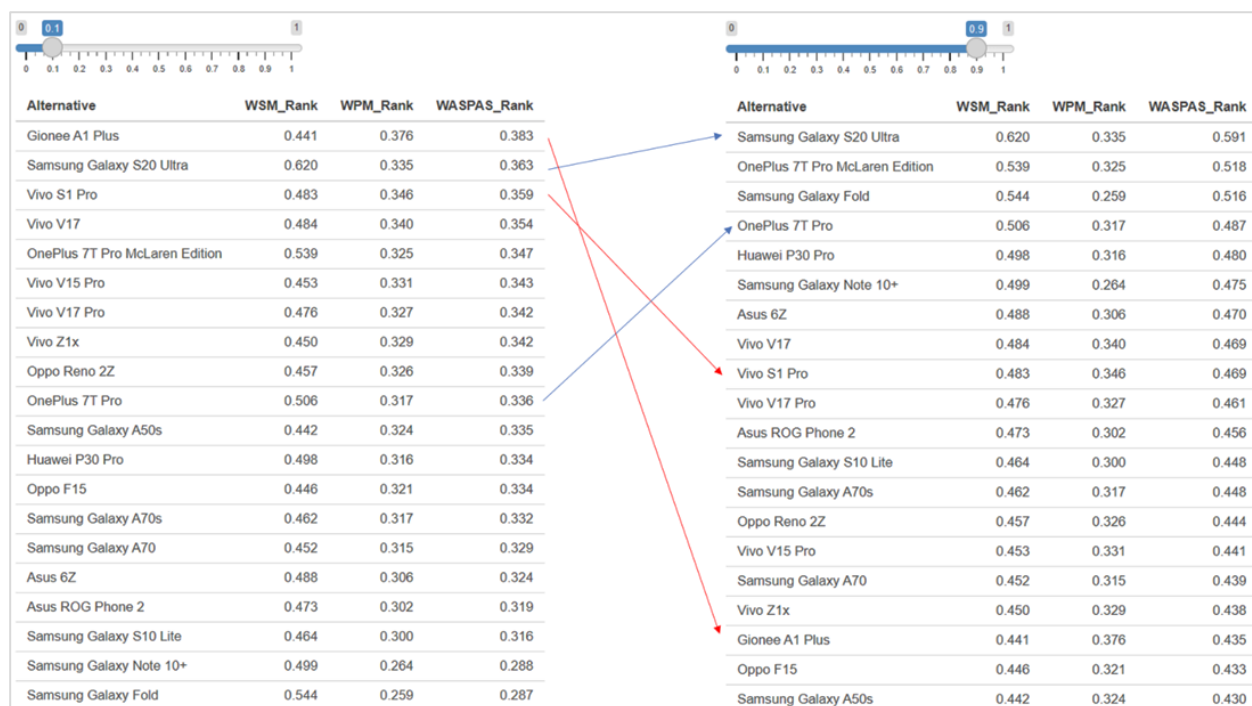 0 0.1 1
0 0.1 0.2 0.3 0.4 0.5 0.6 0.7 0.8 0.9 1
Alternative WSM_Rank WPM_Rank WASPAS_Rank
Gionee A1 Plus 0.441 0.376 0.383
Samsung Galaxy S20 Ultra 0.620 0.335 0.363
Vivo S1 Pro 0.483 0.346 0.359
Vivo V17 0.484 0.340 0.354
OnePlus 7T Pro McLaren Edition 0.539 0.325 0.347
Vivo V15 Pro 0.453 0.331 0.343
Vivo V17 Pro 0.476 0.327 0.342
Vivo Z1x 0.450 0.329 0.342
Oppo Reno 2Z 0.457 0.326 0.339
OnePlus 7T Pro 0.506 0.317 0.336
Samsung Galaxy A50s 0.442 0.324 0.335
Huawei P30 Pro 0.498 0.316 0.334
Oppo F15 0.446 0.321 0.334
Samsung Galaxy A70s 0.462 0.317 0.332
Samsung Galaxy A70 0.452 0.315 0.329
Asus 6Z 0.488 0.306 0.324
Asus ROG Phone 2 0.473 0.302 0.319
Samsung Galaxy S10 Lite 0.464 0.300 0.316
Samsung Galaxy Note 10+ 0.499 0.264 0.288
Samsung Galaxy Fold 0.544 0.259 0.287
0 0.9 1
0 0.1 0.2 0.3 0.4 0.5 0.6 0.7 0.8 0.9 1
Alternative WSM_Rank WPM_Rank WASPAS_Rank
Samsung Galaxy S20 Ultra 0.620 0.335 0.591
OnePlus 7T Pro McLaren Edition 0.539 0.325 0.518
Samsung Galaxy Fold 0.544 0.259 0.516
OnePlus 7T Pro 0.506 0.317 0.487
Huawei P30 Pro 0.498 0.316 0.480
Samsung Galaxy Note 10+ 0.499 0.264 0.475
Asus 6Z 0.488 0.306 0.470
Vivo V17 0.484 0.340 0.469
Vivo S1 Pro 0.483 0.346 0.469
Vivo V17 Pro 0.476 0.327 0.461
Asus ROG Phone 2 0.473 0.302 0.456
Samsung Galaxy S10 Lite 0.464 0.300 0.448
Samsung Galaxy A70s 0.462 0.317 0.448
Oppo Reno 2Z 0.457 0.326 0.444
Vivo V15 Pro 0.453 0.331 0.441
Samsung Galaxy A70 0.452 0.315 0.439
Vivo Z1x 0.450 0.329 0.438
Gionee A1 Plus 0.441 0.376 0.435
Oppo F15 0.446 0.321 0.433
Samsung Galaxy A50s 0.442 0.324 0.430